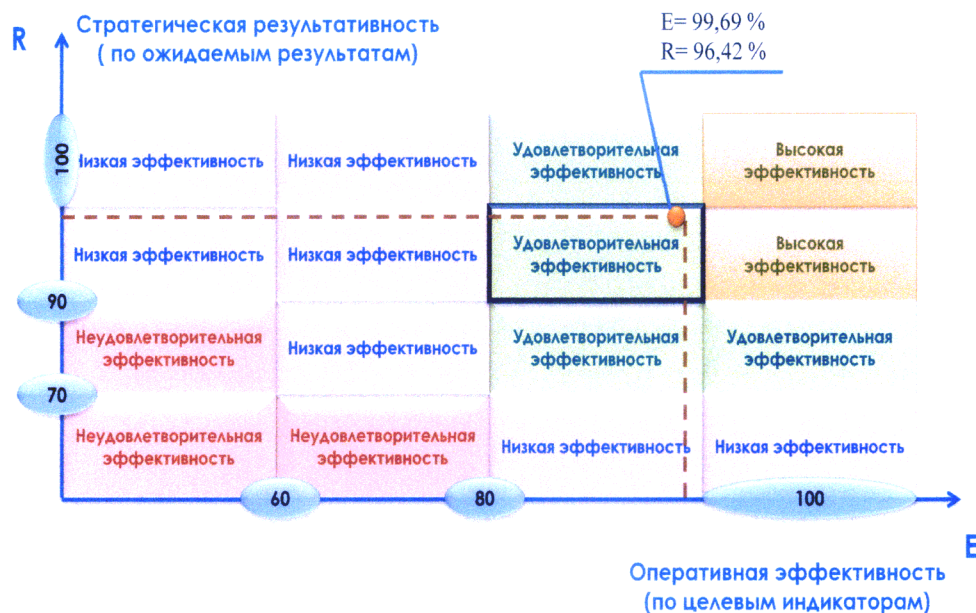 R
Стратегическая результативность
( по ожидаемым результатам)
E= 99,69 %
R= 96,42 %
100
Низкая эффективность
Низкая эффективность
Удовлетворительная
эффективность
Высокая
эффективность
Низкая эффективность
Низкая эффективность
Удовлетворительная
эффективность
Высокая
эффективность
90
Неудовлетворительная
эффективность
Низкая эффективность
Удовлетворительная
эффективность
Удовлетворительная
эффективность
70
Неудовлетворительная
эффективность
Неудовлетворительная
эффективность
Низкая эффективность
Низкая эффективность
60
80
100
E
Оперативная эффективность
(по целевым индикаторам)